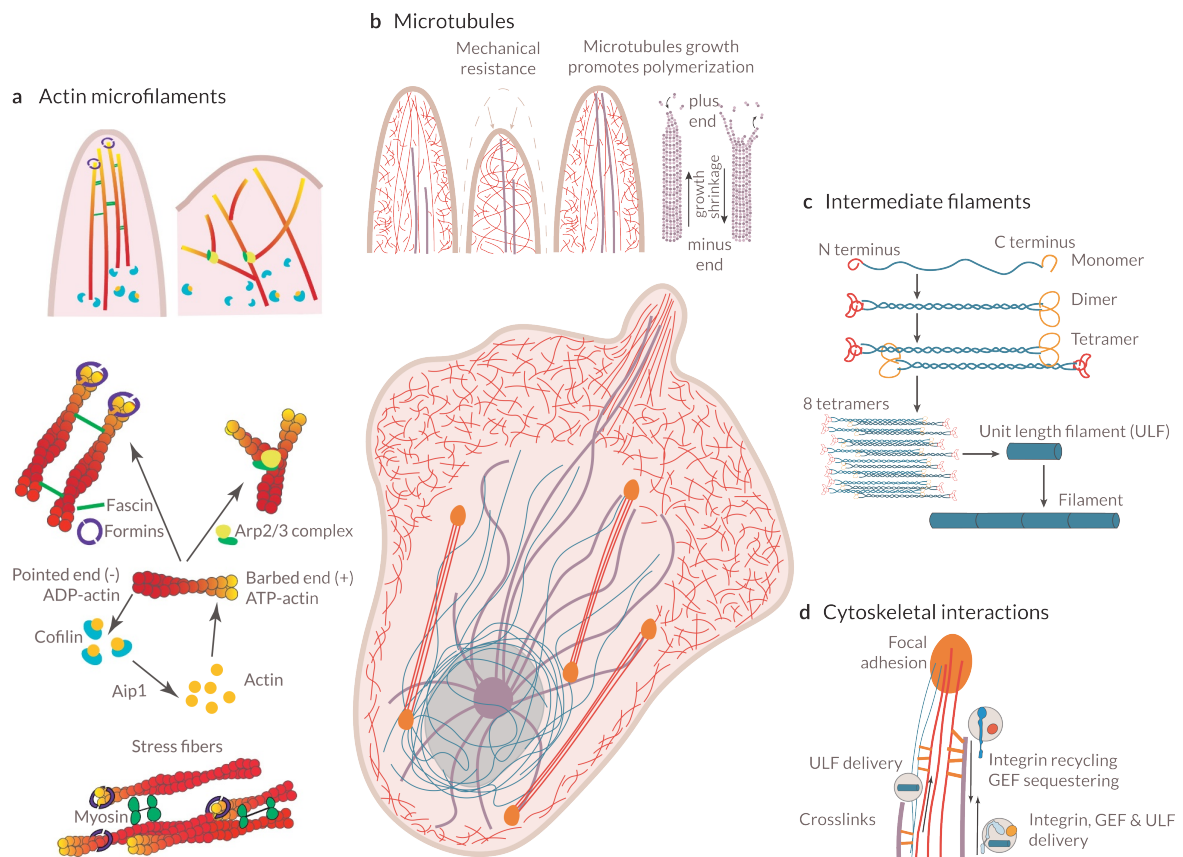 a Actin microfilaments
Fascin
Formins
Arp2/3 complex
Pointed end (-)
ADP-actin
Barbed end (+)
ATP-actin
Cofilin
Aip1
Actin
Stress fibers
Myosin
b Microtubules
Mechanical
resistance
Microtubules growth
promotes polymerization
plus
end
growth
shrinkage
minus
end
c Intermediate filaments
N terminus
C terminus
Monomer
Dimer
Tetramer
8 tetramers
Unit length filament (ULF)
Filament
d Cytoskeletal interactions
Focal
adhesion
ULF delivery
Integrin recycling
GEF sequestering
Crosslinks
Integrin, GEF & ULF
delivery